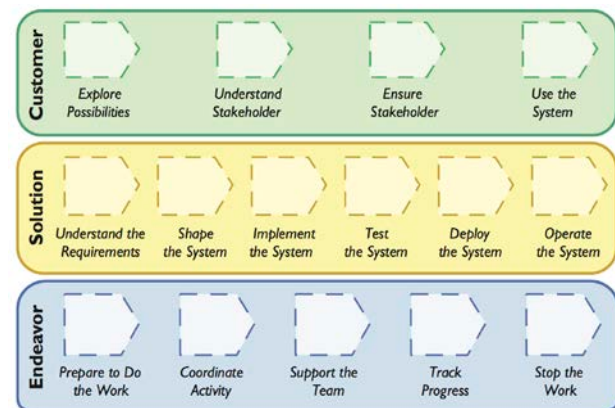 Customer
Explore
Possibilities
Understand
Stakeholder
Ensure
Stakeholder
Use the
System
Solution
Understand the
Requirements
Shape
the System
Implement
the System
Test
the System
Deploy
the System
Operate
the System
Endeavor
Prepare to Do
the Work
Coordinate
Activity
Support the
Team
Track
Progress
Stop the
Work